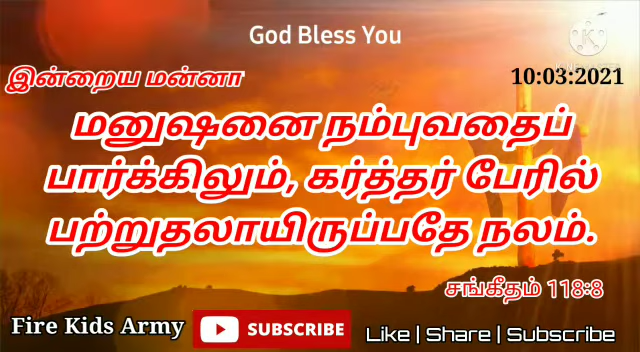 God Bless You
இன்றைய மன்னா
10:03:2021
மனுஷனை நம்புவதைப்
பார்க்கிலும், கர்த்தர் பேரில்
பற்றுதலாயிருப்பதே நலம்.
சங்கீதம் 118:8
Fire Kids Army
SUBSCRIBE
Like | Share | Subscribe